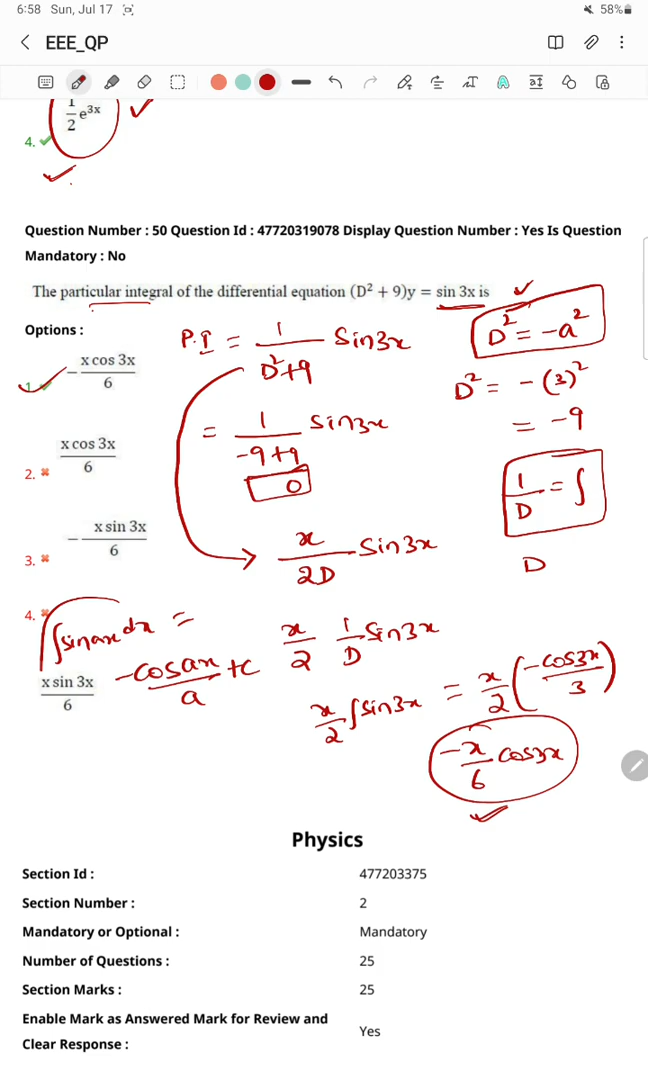 6:58 Sun, Jul 17
58%
EEE_QP
1/2 e^3x
4.
Question Number : 50 Question Id : 47720319078 Display Question Number : Yes Is Question
Mandatory : No
The particular integral of the differential equation (D² + 9)y = sin 3x is
D² = -a²
Options :
P.I = 1/(D²+9) Sin3x
1. - x cos 3x / 6
D² = -(3)²
= -9
= 1/(-9+9) Sin3x
0
2. x cos 3x / 6
1/D = ∫
3. - x sin 3x / 6
x/2D Sin3x
D
4. x sin 3x / 6
∫sinax dx =
-cosax/a + c
x/2 1/D Sin3x
x/2 ∫sin3x = x/2 (-cos3x/3)
-x/6 cos3x
Physics
Section Id : 477203375
Section Number : 2
Mandatory or Optional : Mandatory
Number of Questions : 25
Section Marks : 25
Enable Mark as Answered Mark for Review and
Clear Response : Yes